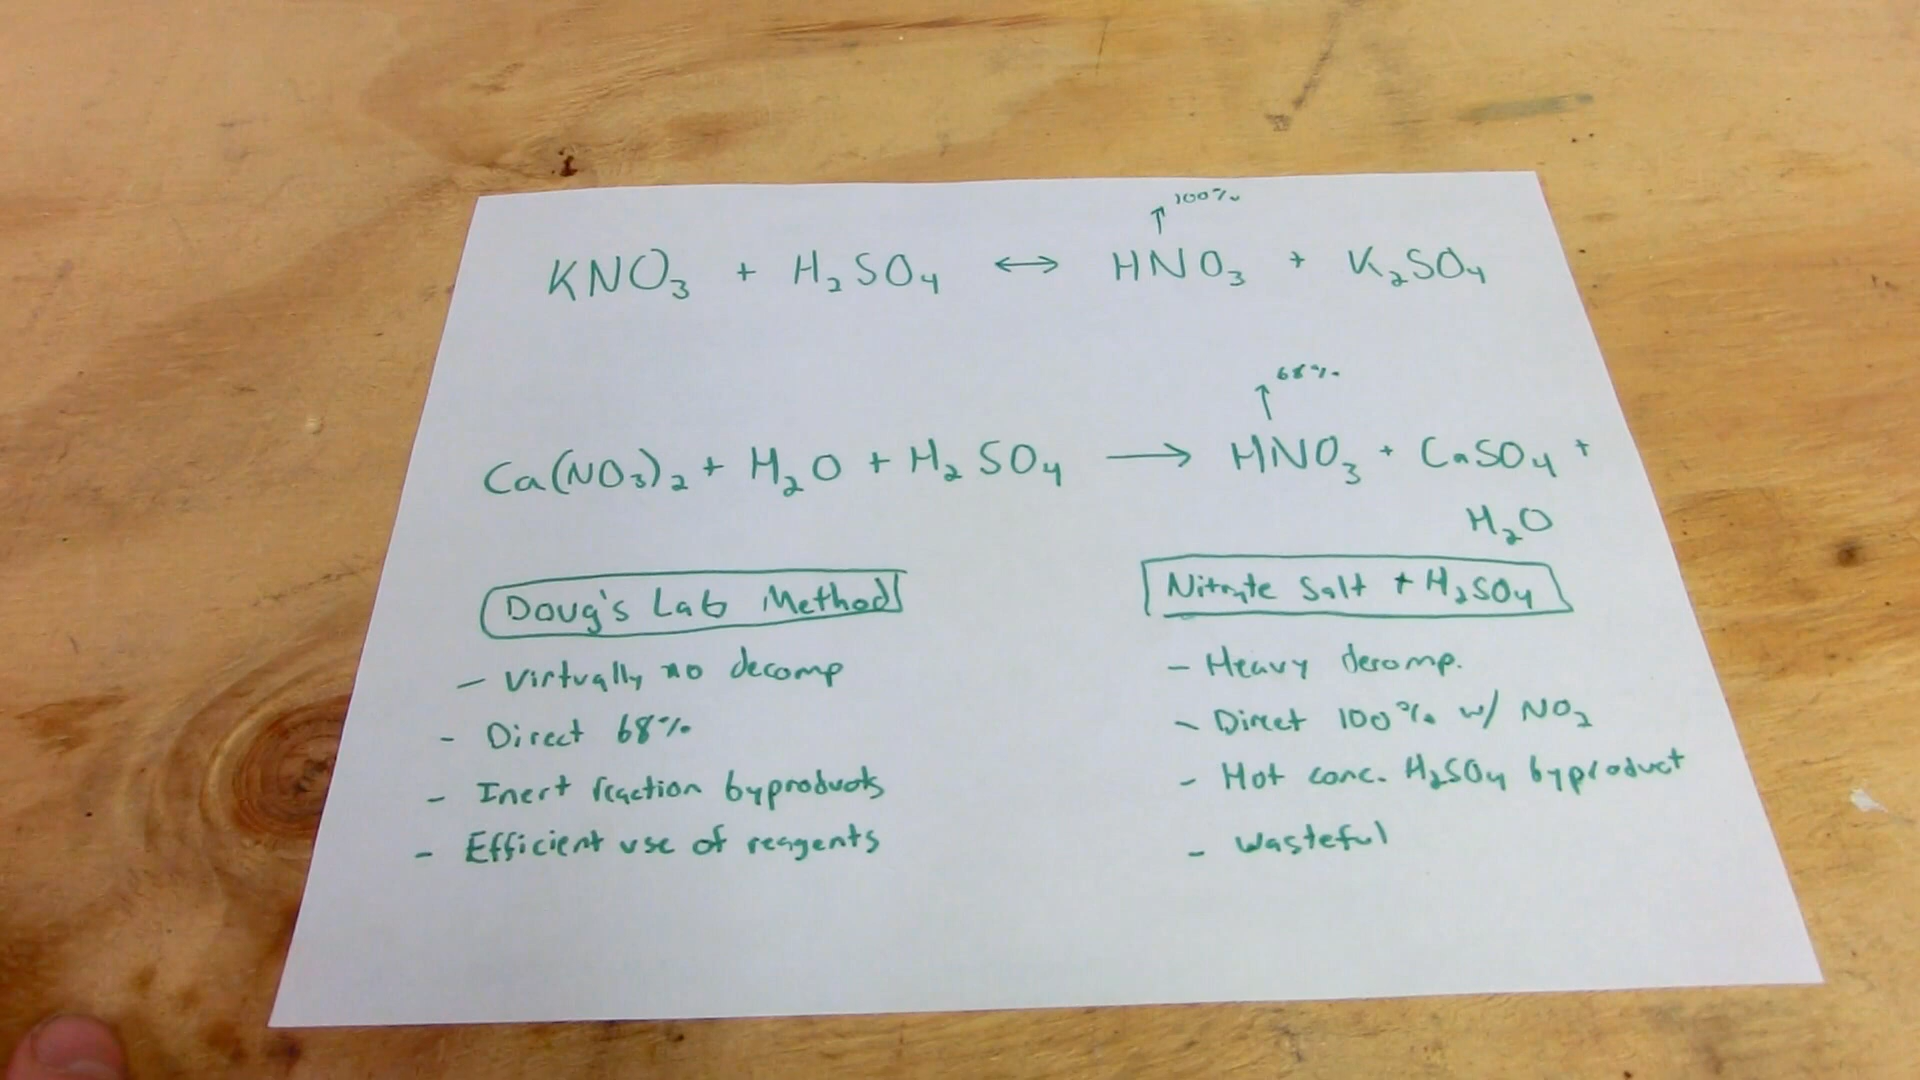 100%
KNO₃ + H₂SO₄ ↔ HNO₃ + K₂SO₄
68%
Ca(NO₃)₂ + H₂O + H₂SO₄ → HNO₃ + CaSO₄ +
H₂O
Doug's Lab Method
- Virtually no decomp
- Direct 68%
- Inert reaction byproducts
- Efficient use of reagents
Nitrate Salt + H₂SO₄
- Heavy decomp.
- Direct 100% w/ NO₂
- Hot conc. H₂SO₄ byproduct
- Wasteful